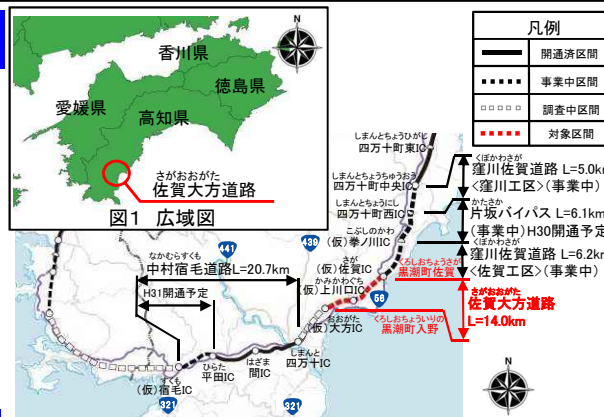 香川県
徳島県
愛媛県
高知県
さがおおがた
佐賀大方道路
図1 広域図
N
凡例
開通済区間
事業中区間
調査中区間
対象区間
しまんとちょうひがし
四万十町東IC
しまんとちょうちゅうおう
四万十町中央IC
しまんとちょうにし
四万十町西IC
こぶしのかわ
(仮)拳ノ川IC
さが
(仮)佐賀IC
かみかわぐち
(仮)上川口IC
おおがた
(仮)大方IC
くぼかわさが
窪川佐賀道路 L=5.0km
<窪川工区>(事業中)
かたさか
片坂バイパス L=6.1km
(事業中)H30開通予定
くぼかわさが
窪川佐賀道路 L=6.2km
<佐賀工区>(事業中)
くろしおちょうさが
黒潮町佐賀
さがおおがた
佐賀大方道路
L=14.0km
くろしおちょういりの
黒潮町入野
なかむらすくも
中村宿毛道路L=20.7km
H31開通予定
441
439
56
しまんと
四万十IC
はざま
間IC
ひらた
平田IC
すくも
(仮)宿毛IC
321
321
N